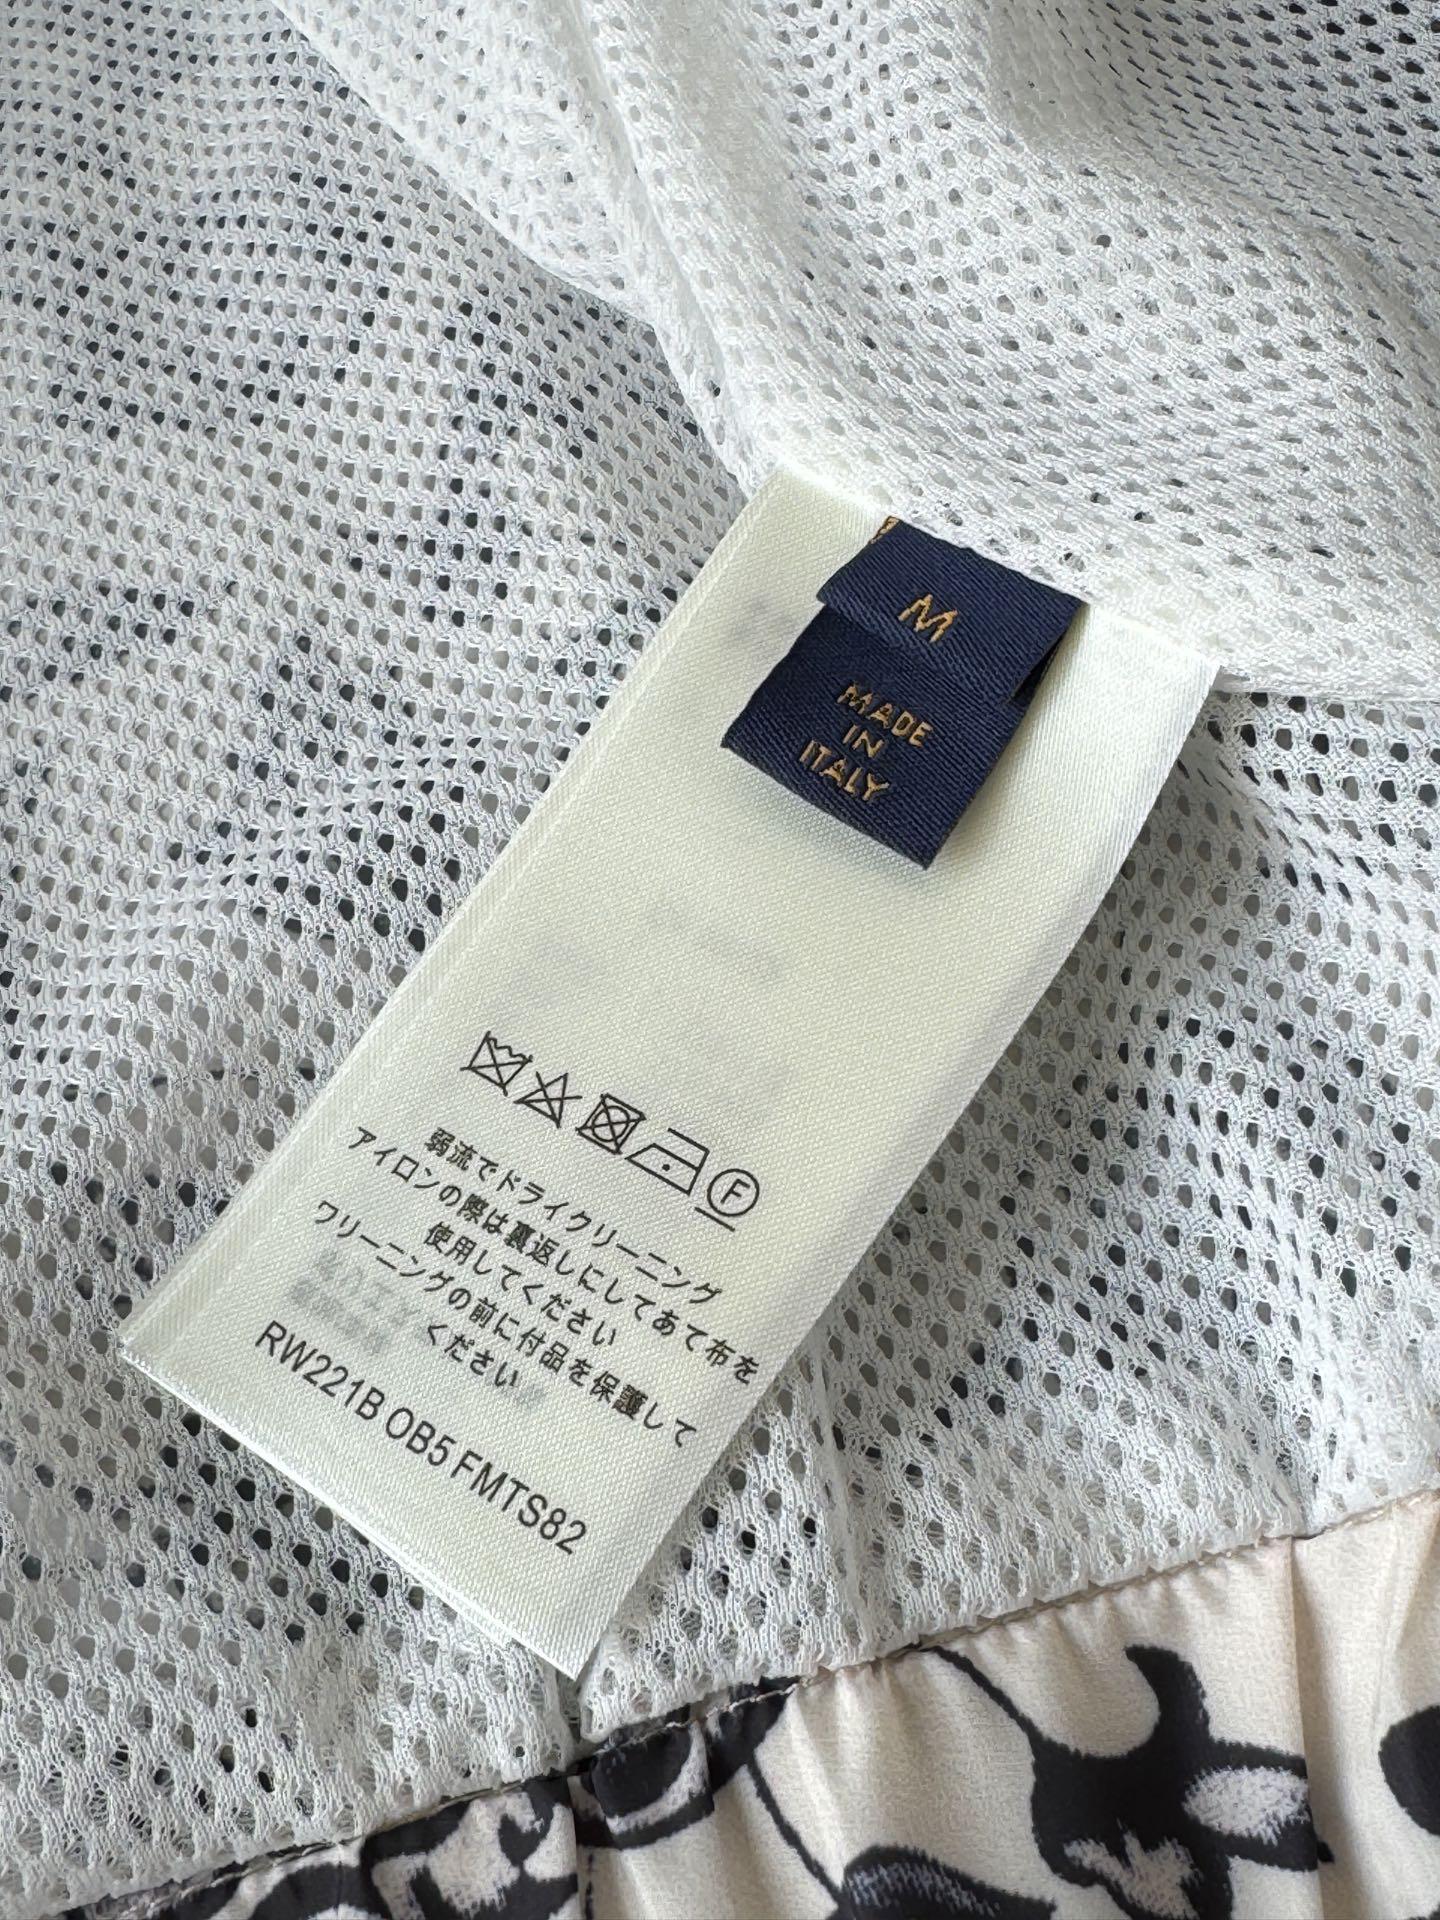 M
MADE
IN
ITALY
F
弱流でドライクリーニング
アイロンの際は裏返しにしてあて布を
使用してください
ワリーニングの前に付品を保護して
ください
RW221B OB5 FMTS82